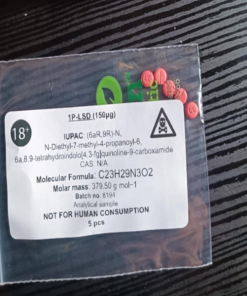 1P-LSD (150µg)
18+
IUPAC: (6aR,9R)-N,
N-Diethyl-7-methyl-4-propanoyl-6,
6a,8,9-tetrahydroindolo[4,3-fg]quinoline-9-carboxamide
CAS: N/A
Molecular Formula: C23H29N3O2
Molar mass: 379.50 g mol−1
Batch no. 8194
Analytical sample
NOT FOR HUMAN CONSUMPTION
5 pcs